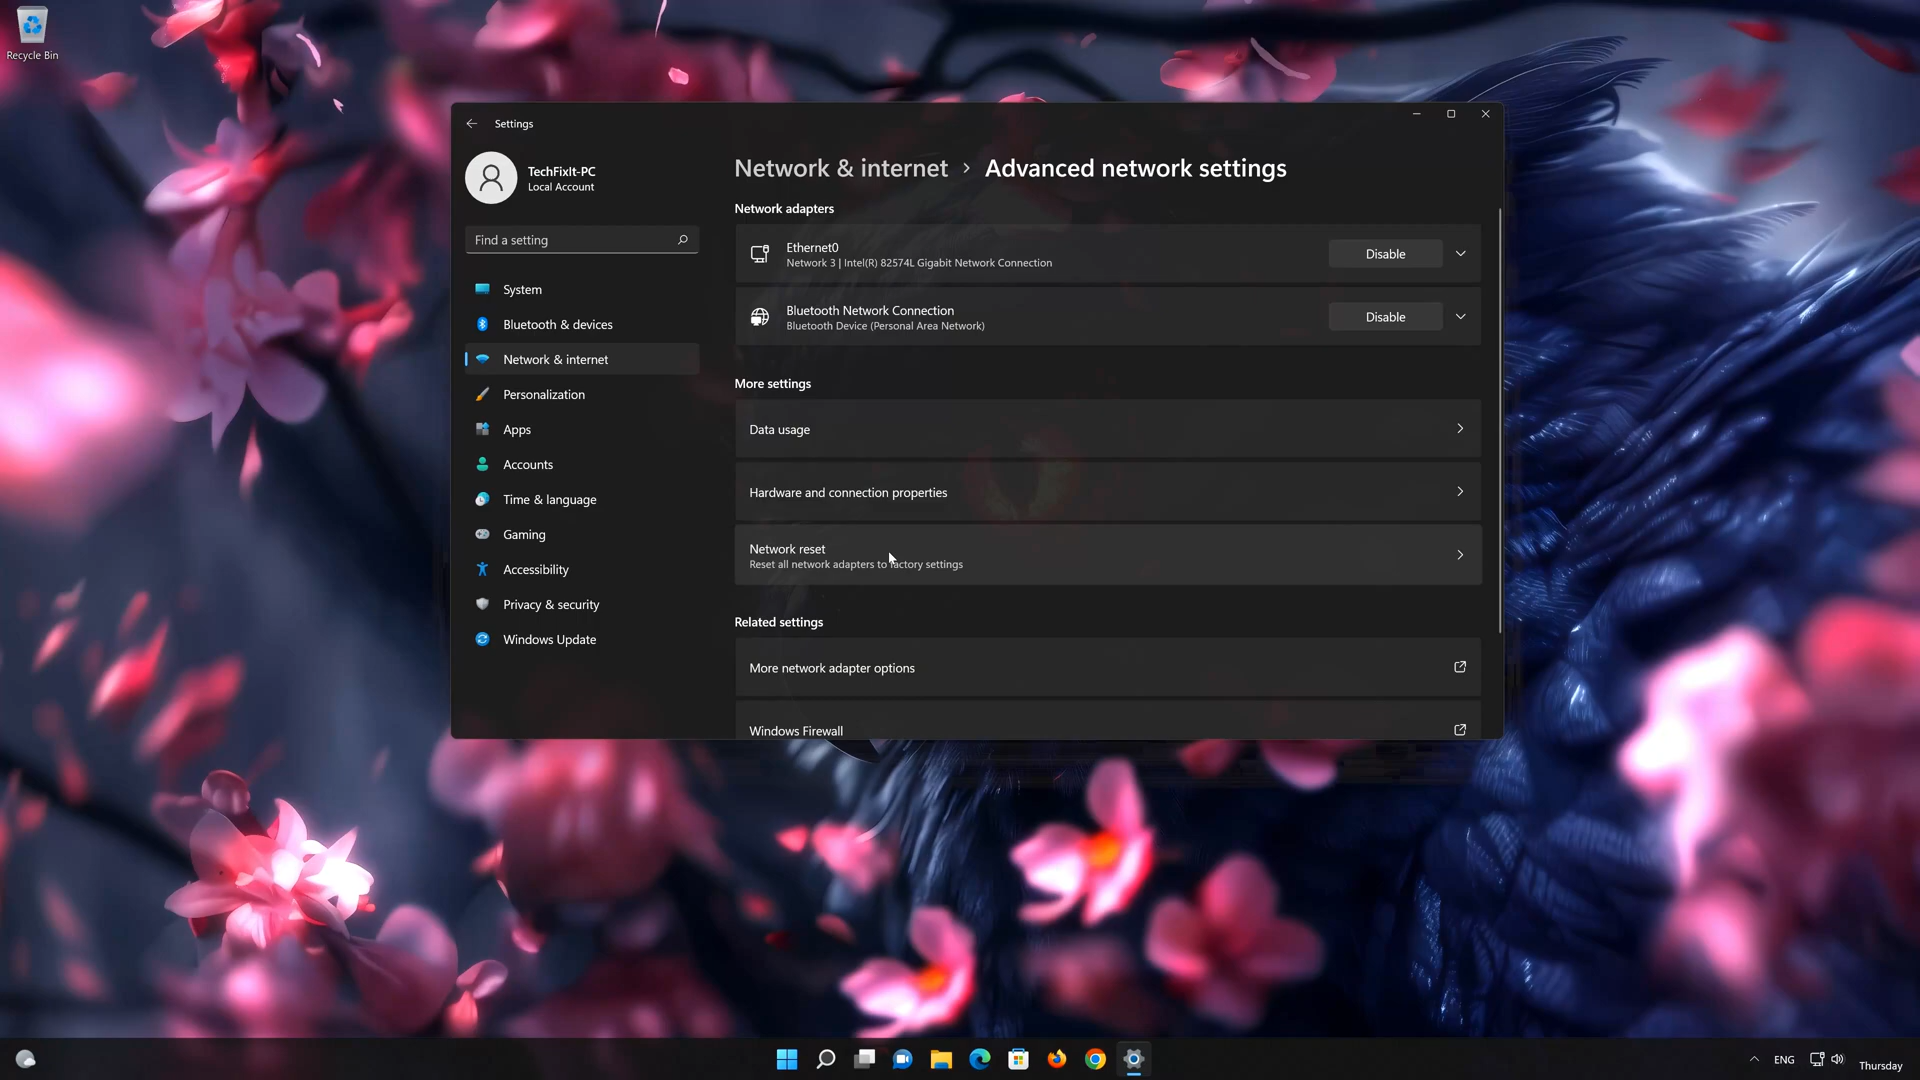 Recycle Bin
Settings
TechFixIt-PC
Local Account
Find a setting
System
Bluetooth & devices
Network & internet
Personalization
Apps
Accounts
Time & language
Gaming
Accessibility
Privacy & security
Windows Update
Network & internet › Advanced network settings
Network adapters
Ethernet0
Network 3 | Intel(R) 82574L Gigabit Network Connection
Disable
Bluetooth Network Connection
Bluetooth Device (Personal Area Network)
Disable
More settings
Data usage
Hardware and connection properties
Network reset
Reset all network adapters to factory settings
Related settings
More network adapter options
Windows Firewall
ENG
Thursday